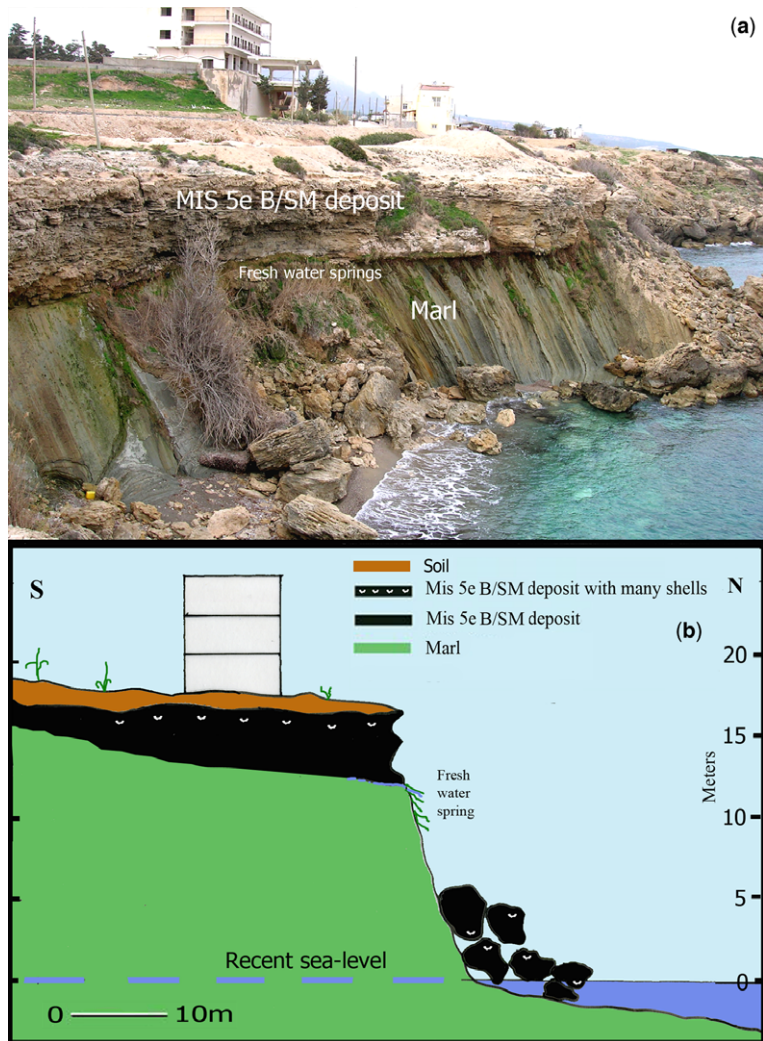 (a)
MIS 5e B/SM deposit
Fresh water springs
Marl
S
Soil
N
Mis 5e B/SM deposit with many shells
Mis 5e B/SM deposit
(b)
Marl
20
15
Fresh
water
spring
Meters
10
5
Recent sea-level
0
0 10m